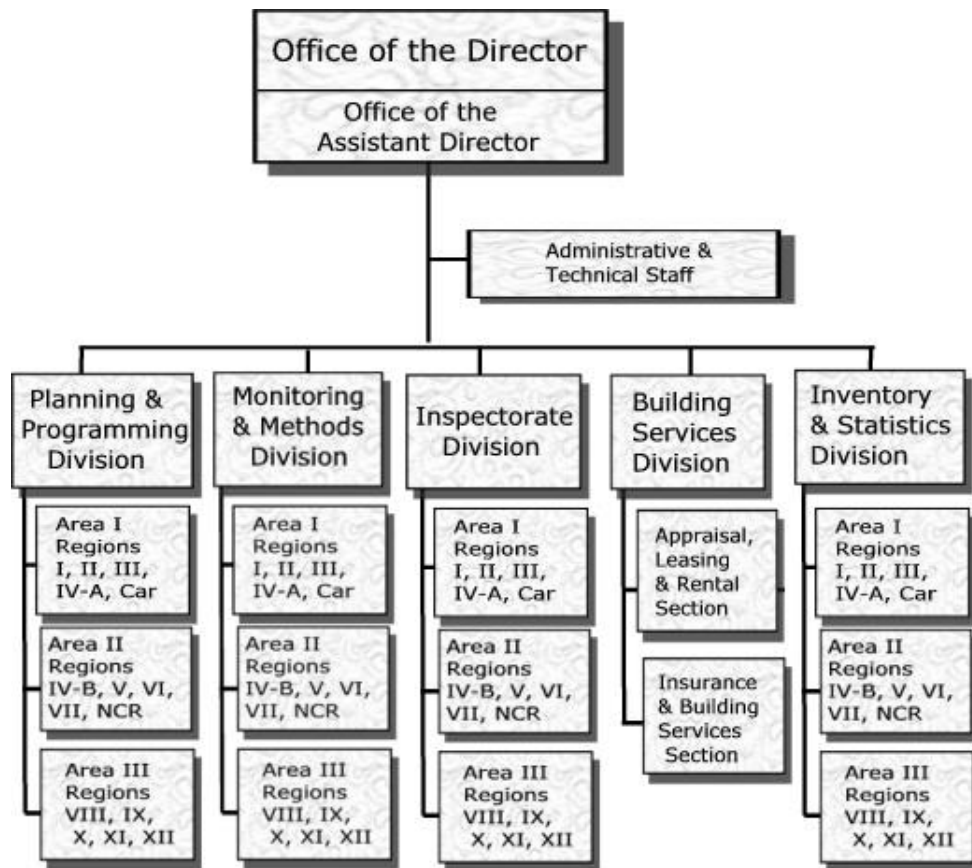 Office of the Director
Office of the
Assistant Director
Administrative &
Technical Staff
Planning &
Programming
Division
Area I
Regions
I, II, III,
IV-A, Car
Area II
Regions
IV-B, V, VI,
VII, NCR
Area III
Regions
VIII, IX,
X, XI, XII
Monitoring
& Methods
Division
Area I
Regions
I, II, III,
IV-A, Car
Area II
Regions
IV-B, V, VI,
VII, NCR
Area III
Regions
VIII, IX,
X, XI, XII
Inspectorate
Division
Area I
Regions
I, II, III,
IV-A, Car
Area II
Regions
IV-B, V, VI,
VII, NCR
Area III
Regions
VIII, IX,
X, XI, XII
Building
Services
Division
Appraisal,
Leasing
& Rental
Section
Insurance
& Building
Services
Section
Inventory
& Statistics
Division
Area I
Regions
I, II, III,
IV-A, Car
Area II
Regions
IV-B, V, VI,
VII, NCR
Area III
Regions
VIII, IX,
X, XI, XII